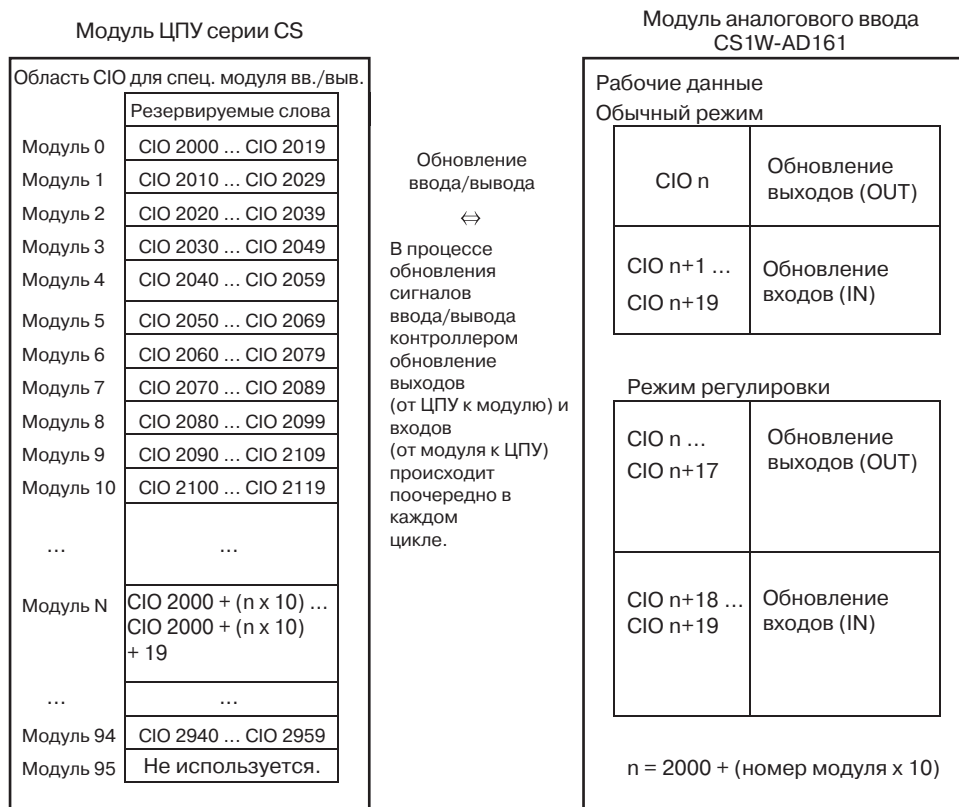 Модуль ЦПУ серии CS
Область CIO для спец. модуля вв./выв.
Резервируемые слова
Модуль 0 CIO 2000 ... CIO 2019
Модуль 1 CIO 2010 ... CIO 2029
Модуль 2 CIO 2020 ... CIO 2039
Модуль 3 CIO 2030 ... CIO 2049
Модуль 4 CIO 2040 ... CIO 2059
Модуль 5 CIO 2050 ... CIO 2069
Модуль 6 CIO 2060 ... CIO 2079
Модуль 7 CIO 2070 ... CIO 2089
Модуль 8 CIO 2080 ... CIO 2099
Модуль 9 CIO 2090 ... CIO 2109
Модуль 10 CIO 2100 ... CIO 2119
... ...
Модуль N CIO 2000 + (n x 10) ...
CIO 2000 + (n x 10)
+ 19
... ...
Модуль 94 CIO 2940 ... CIO 2959
Модуль 95 Не используется.
Обновление
ввода/вывода
⇔
В процессе
обновления
сигналов
ввода/вывода
контроллером
обновление
выходов
(от ЦПУ к модулю) и
входов
(от модуля к ЦПУ)
происходит
поочередно в
каждом
цикле.
Модуль аналогового ввода
CS1W-AD161
Рабочие данные
Обычный режим
CIO n
Обновление
выходов (OUT)
CIO n+1 ...
CIO n+19
Обновление
входов (IN)
Режим регулировки
CIO n ...
CIO n+17
Обновление
выходов (OUT)
CIO n+18 ...
CIO n+19
Обновление
входов (IN)
n = 2000 + (номер модуля x 10)